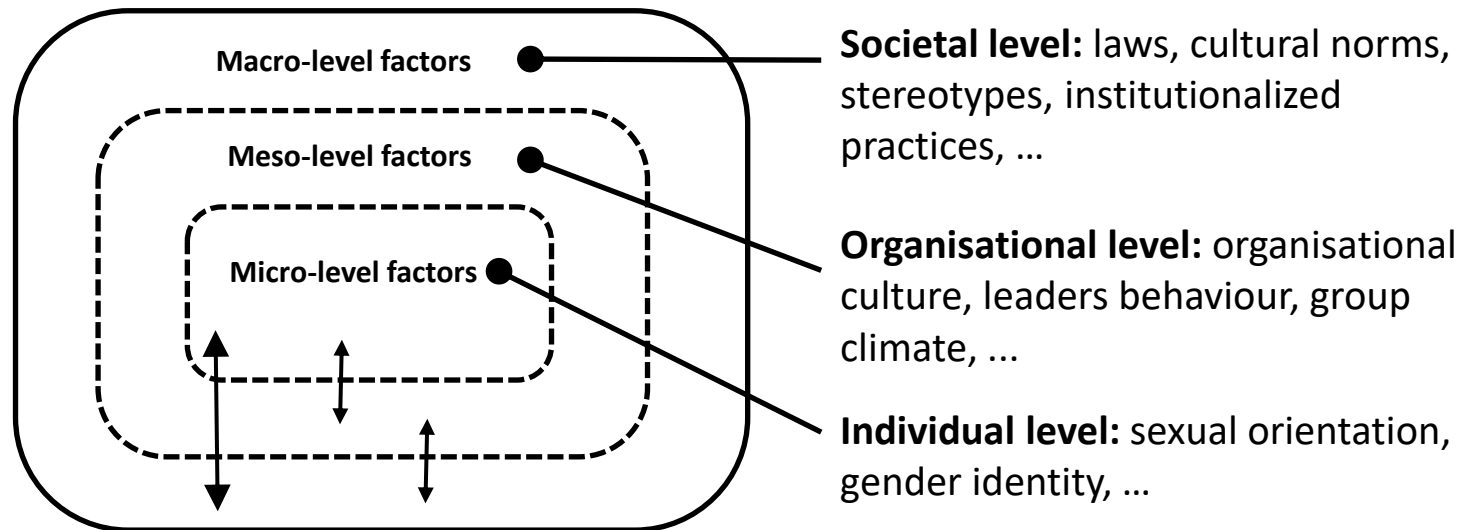 Macro-level factors
Meso-level factors
Micro-level factors
Societal level: laws, cultural norms,
stereotypes, institutionalized
practices, …
Organisational level: organisational
culture, leaders behaviour, group
climate, ...
Individual level: sexual orientation,
gender identity, …